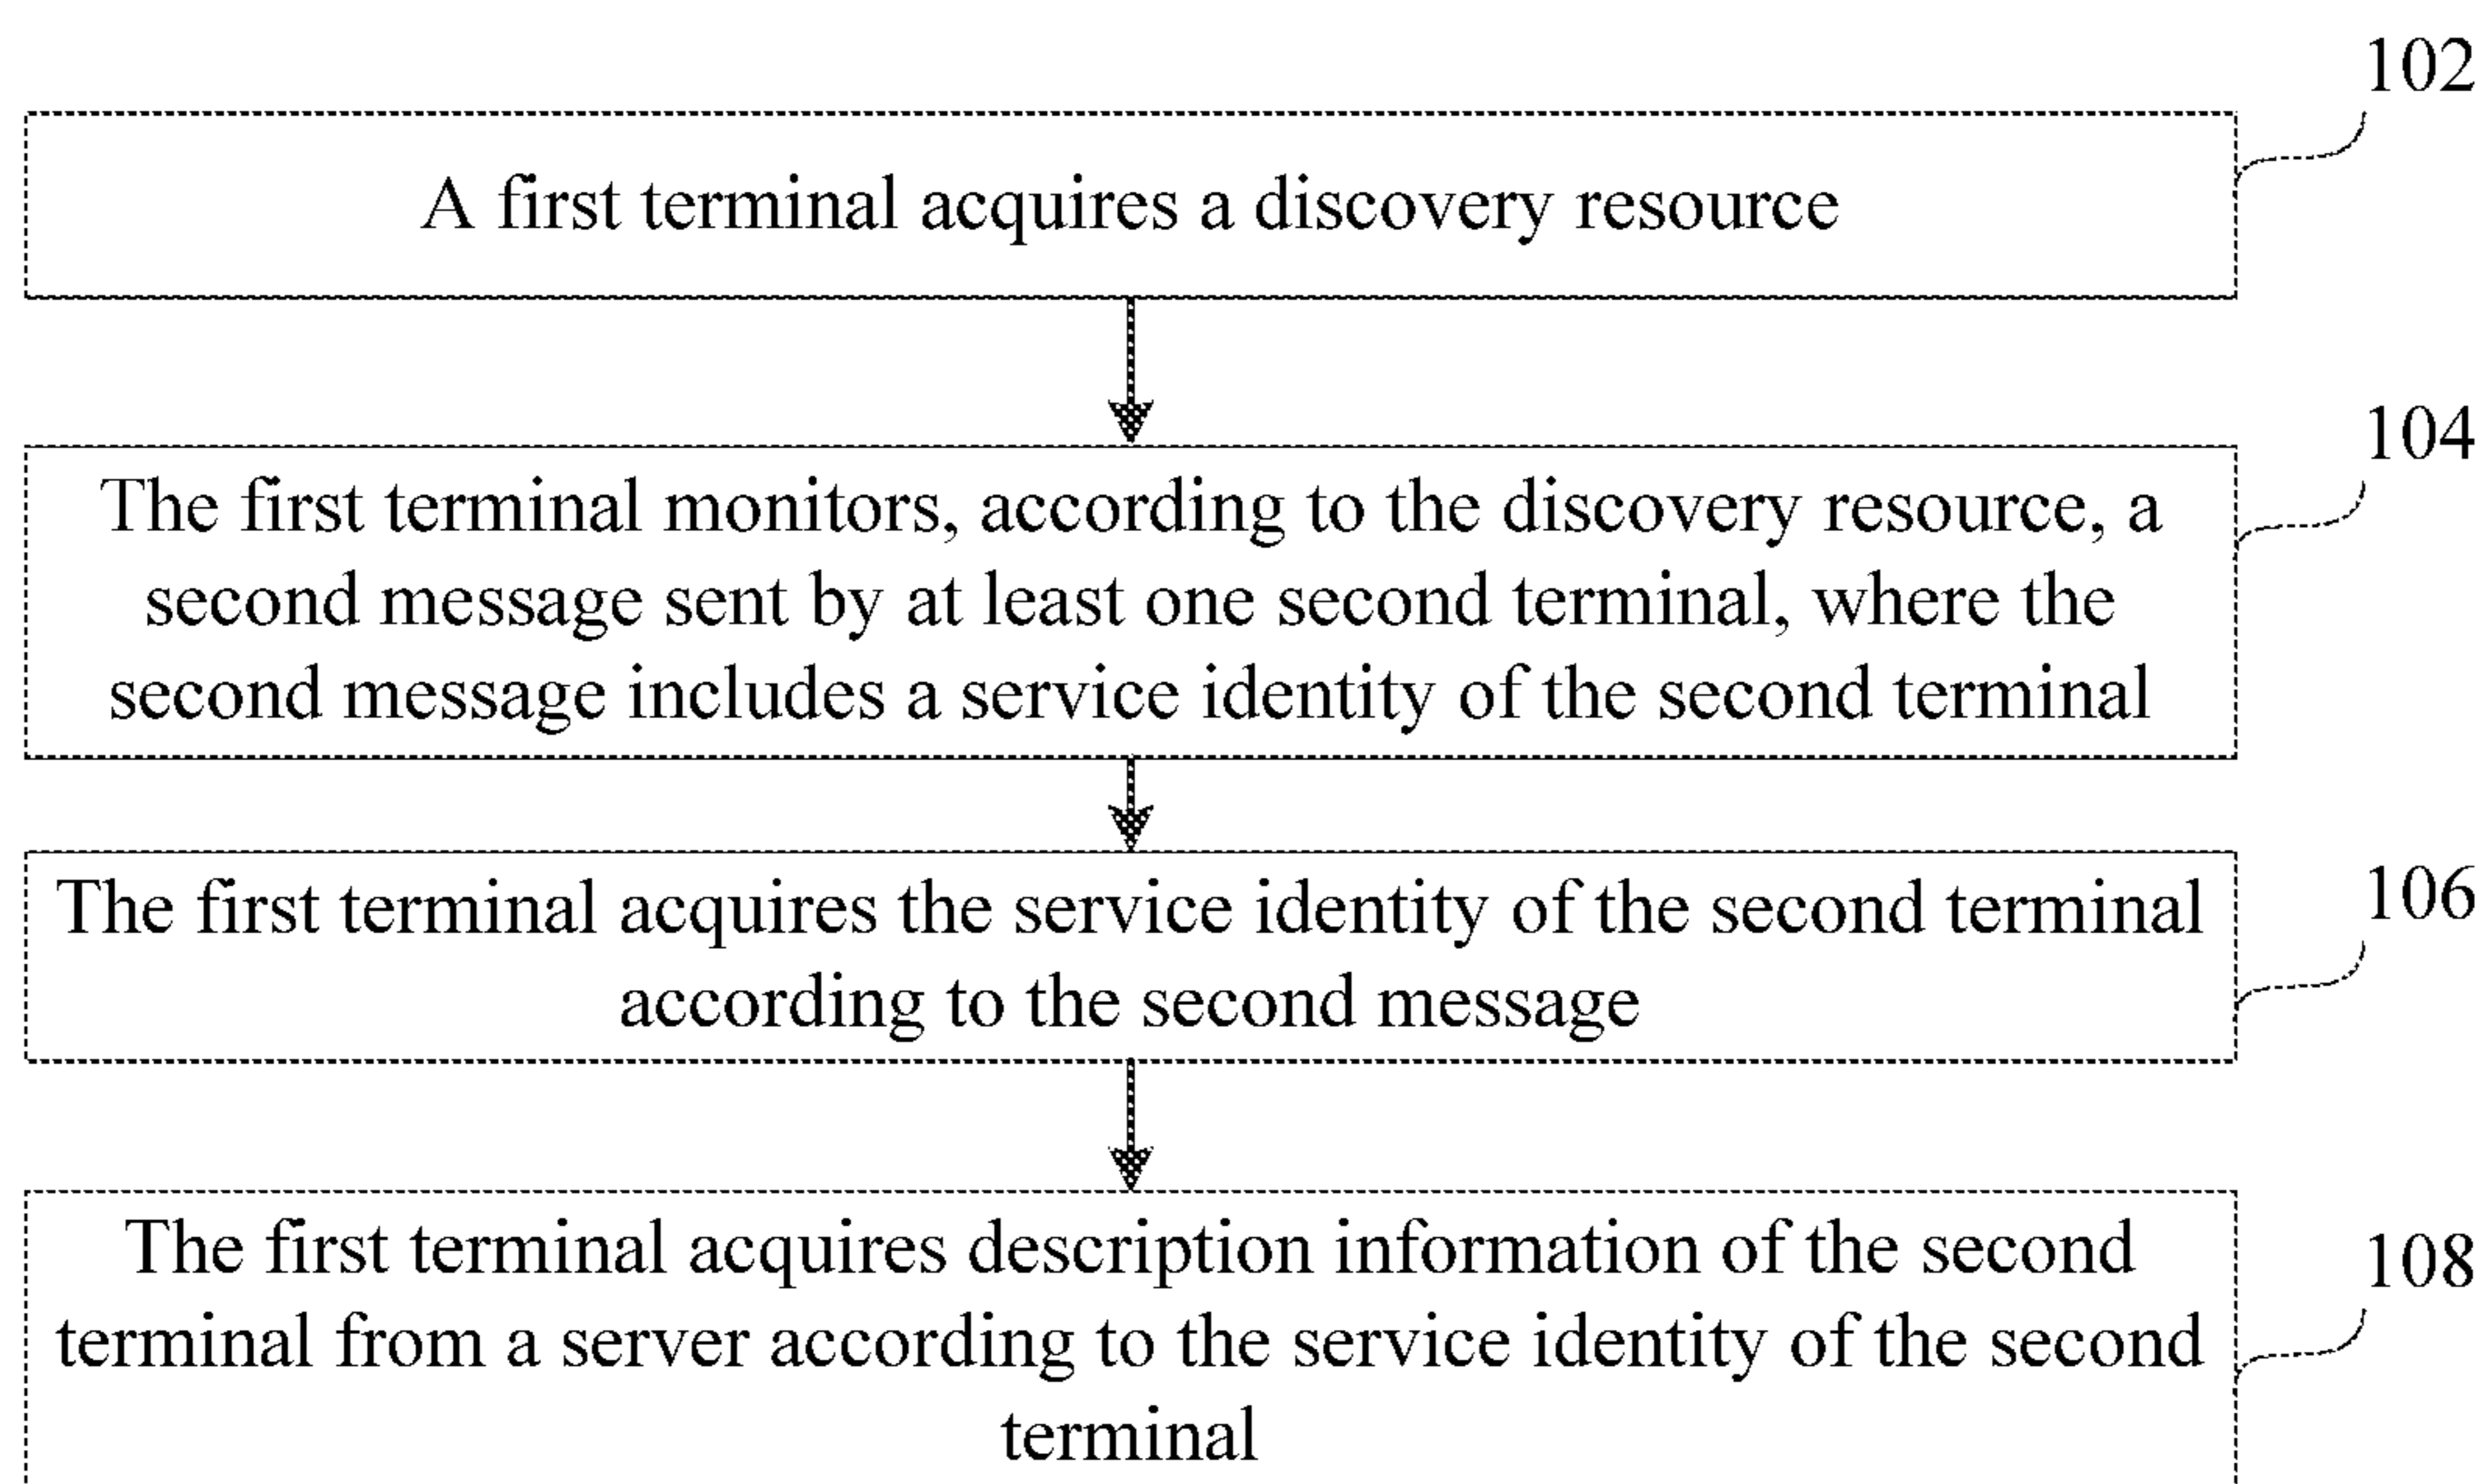 102
A first terminal acquires a discovery resource
104
The first terminal monitors, according to the discovery resource, a
second message sent by at least one second terminal, where the
second message includes a service identity of the second terminal
106
The first terminal acquires the service identity of the second terminal
according to the second message
108
The first terminal acquires description information of the second
terminal from a server according to the service identity of the second
terminal